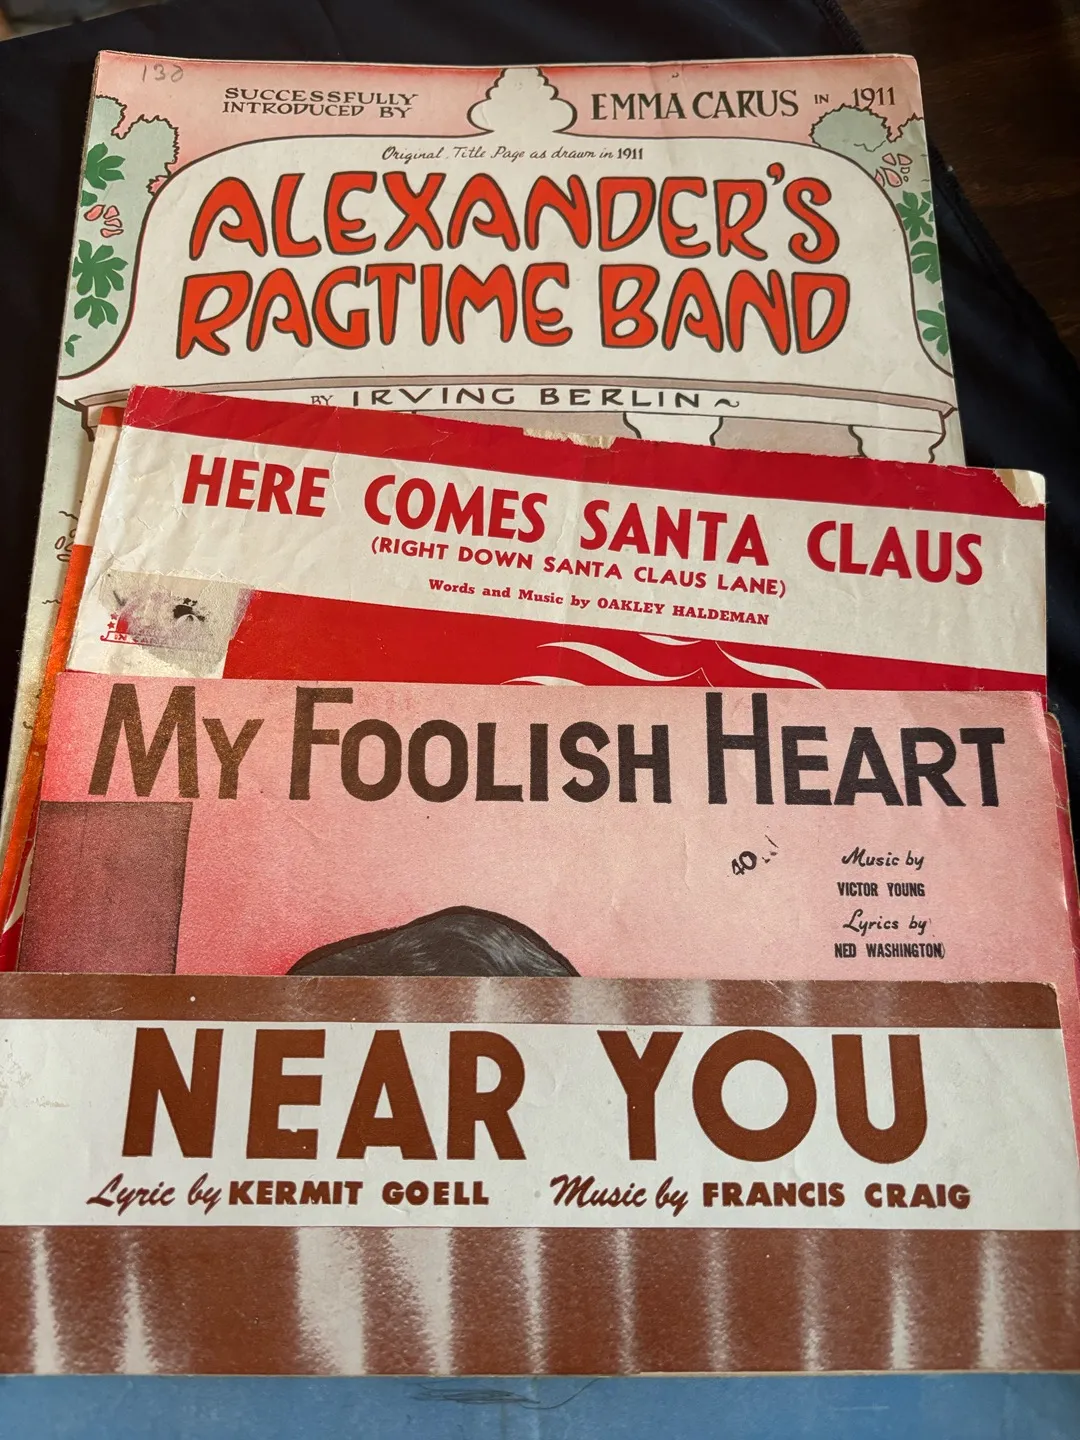 130
SUCCESSFULLY
INTRODUCED BY
EMMA CARUS IN 1911
Original Title Page as drawn in 1911
ALEXANDER'S
RAGTIME BAND
BY IRVING BERLIN ~
HERE COMES SANTA CLAUS
(RIGHT DOWN SANTA CLAUS LANE)
Words and Music by OAKLEY HALDEMAN
MY FOOLISH HEART
40
Music by
VICTOR YOUNG
Lyrics by
NED WASHINGTON
NEAR YOU
Lyric by KERMIT GOELL Music by FRANCIS CRAIG